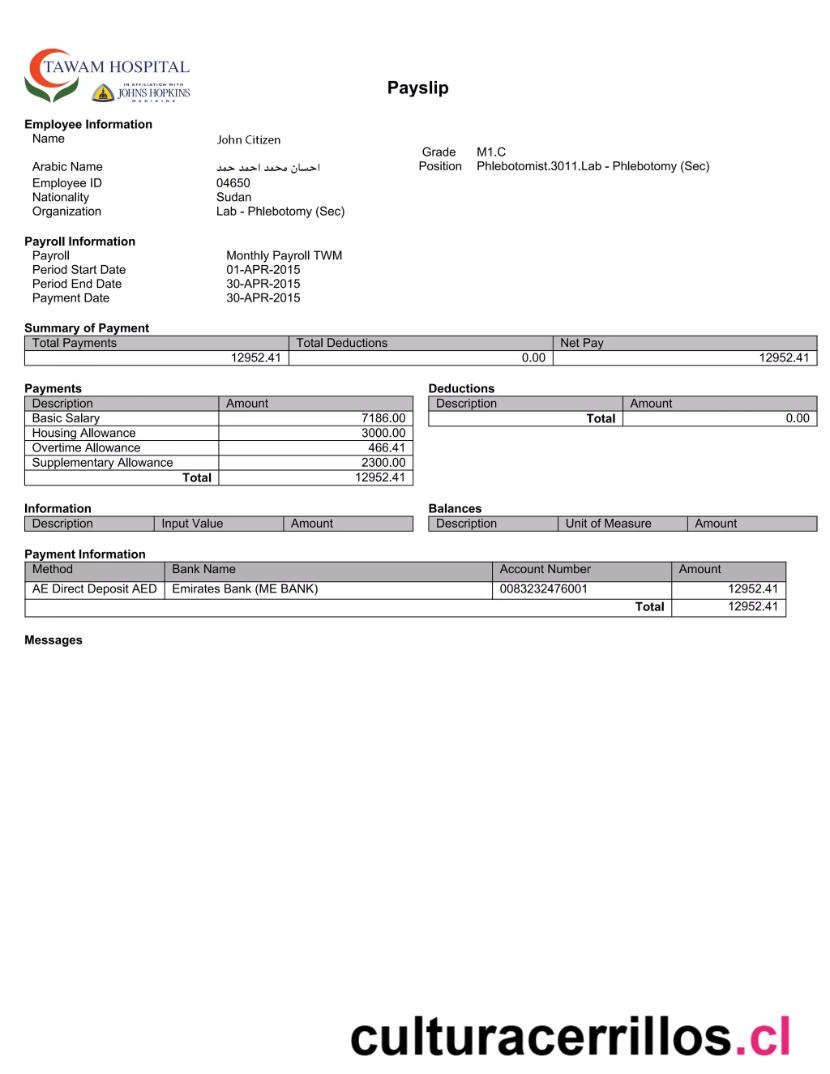 TAWAM HOSPITAL
IN AFFILIATION WITH
JOHNS HOPKINS
MEDICINE
Payslip
Employee Information
Name John Citizen
Grade M1.C
Arabic Name احسان محمد احمد حمد Position Phlebotomist.3011.Lab - Phlebotomy (Sec)
Employee ID 04650
Nationality Sudan
Organization Lab - Phlebotomy (Sec)
Payroll Information
Payroll Monthly Payroll TWM
Period Start Date 01-APR-2015
Period End Date 30-APR-2015
Payment Date 30-APR-2015
Summary of Payment
Total Payments Total Deductions Net Pay
12952.41 0.00 12952.41
Payments Deductions
Description Amount Description Amount
Basic Salary 7186.00 Total 0.00
Housing Allowance 3000.00
Overtime Allowance 466.41
Supplementary Allowance 2300.00
Total 12952.41
Information Balances
Description Input Value Amount Description Unit of Measure Amount
Payment Information
Method Bank Name Account Number Amount
AE Direct Deposit AED Emirates Bank (ME BANK) 0083232476001 12952.41
Total 12952.41
Messages
culturacerrillos.cl